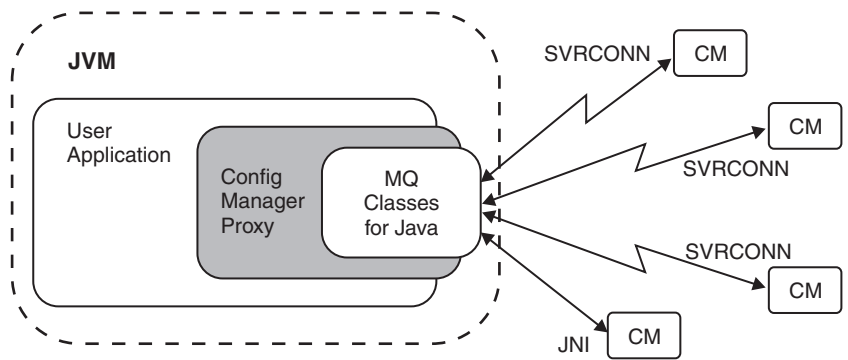 JVM
User
Application
Config
Manager
Proxy
MQ
Classes
for Java
SVRCONN
CM
CM
SVRCONN
SVRCONN
CM
JNI
CM